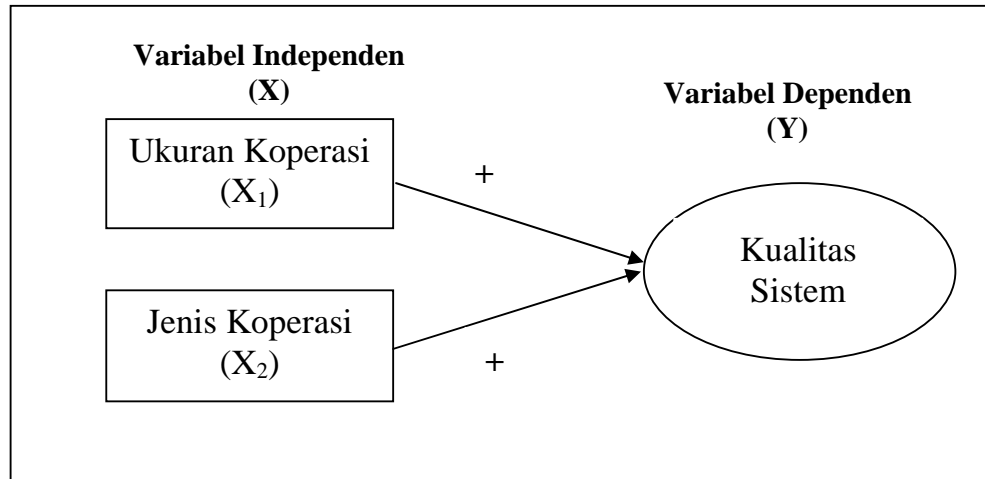 Variabel Independen
(X)
Ukuran Koperasi
(X₁)
+
Jenis Koperasi
(X₂)
+
Variabel Dependen
(Y)
Kualitas
Sistem